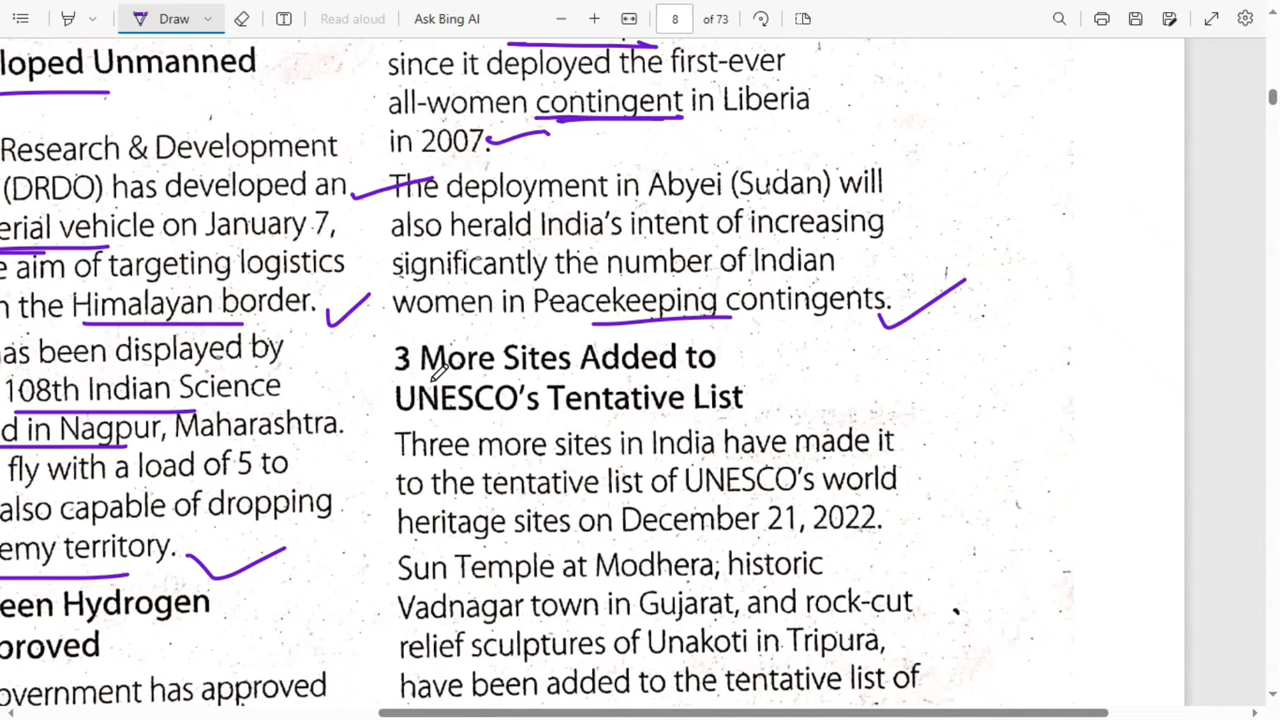 Draw
Read aloud
Ask Bing AI
8
of 73
loped Unmanned
Research & Development
(DRDO) has developed an
erial vehicle on January 7,
e aim of targeting logistics
n the Himalayan border.
as been displayed by
108th Indian Science
d in Nagpur, Maharashtra.
fly with a load of 5 to
also capable of dropping
emy territory.
een Hydrogen
proved
overnment has approved
since it deployed the first-ever
all-women contingent in Liberia
in 2007.
The deployment in Abyei (Sudan) will
also herald India's intent of increasing
significantly the number of Indian
women in Peacekeeping contingents.
3 More Sites Added to
UNESCO's Tentative List
Three more sites in India have made it
to the tentative list of UNESCO's world
heritage sites on December 21, 2022.
Sun Temple at Modhera, historic
Vadnagar town in Gujarat, and rock-cut
relief sculptures of Unakoti in Tripura,
have been added to the tentative list of